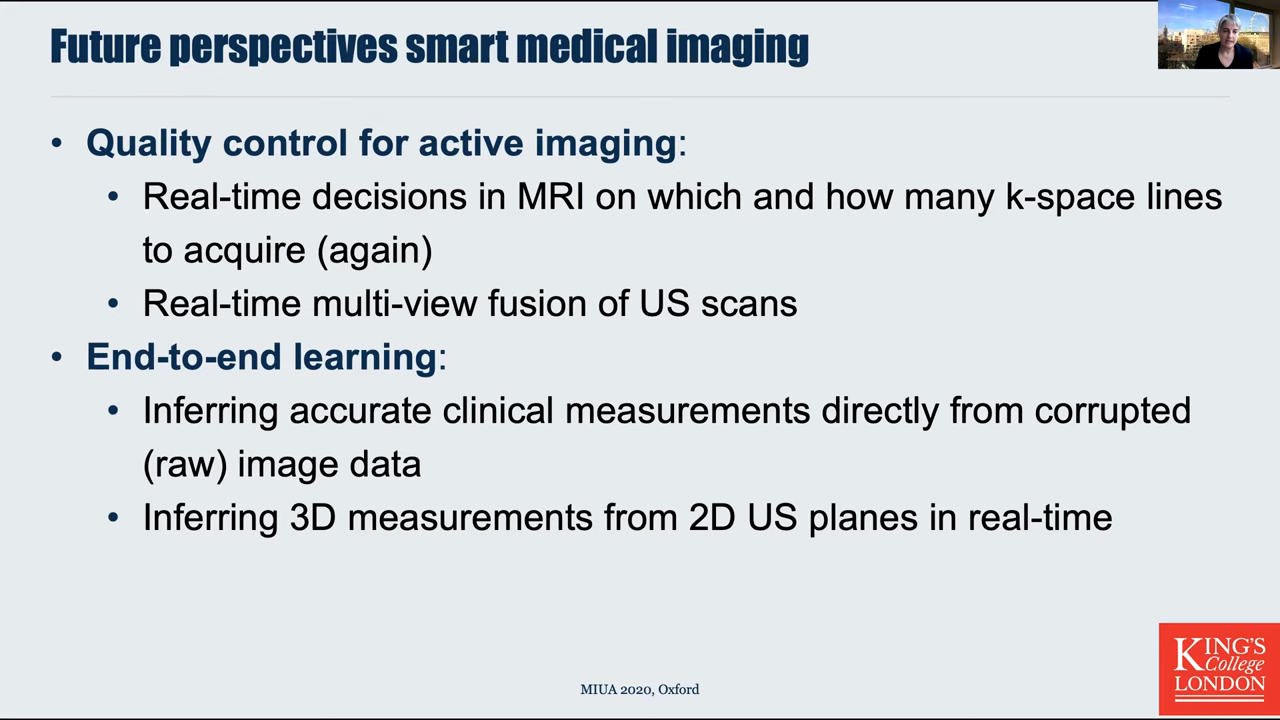 Future perspectives smart medical imaging
• Quality control for active imaging:
• Real-time decisions in MRI on which and how many k-space lines
to acquire (again)
• Real-time multi-view fusion of US scans
• End-to-end learning:
• Inferring accurate clinical measurements directly from corrupted
(raw) image data
• Inferring 3D measurements from 2D US planes in real-time
MIUA 2020, Oxford
KING'S
College
LONDON